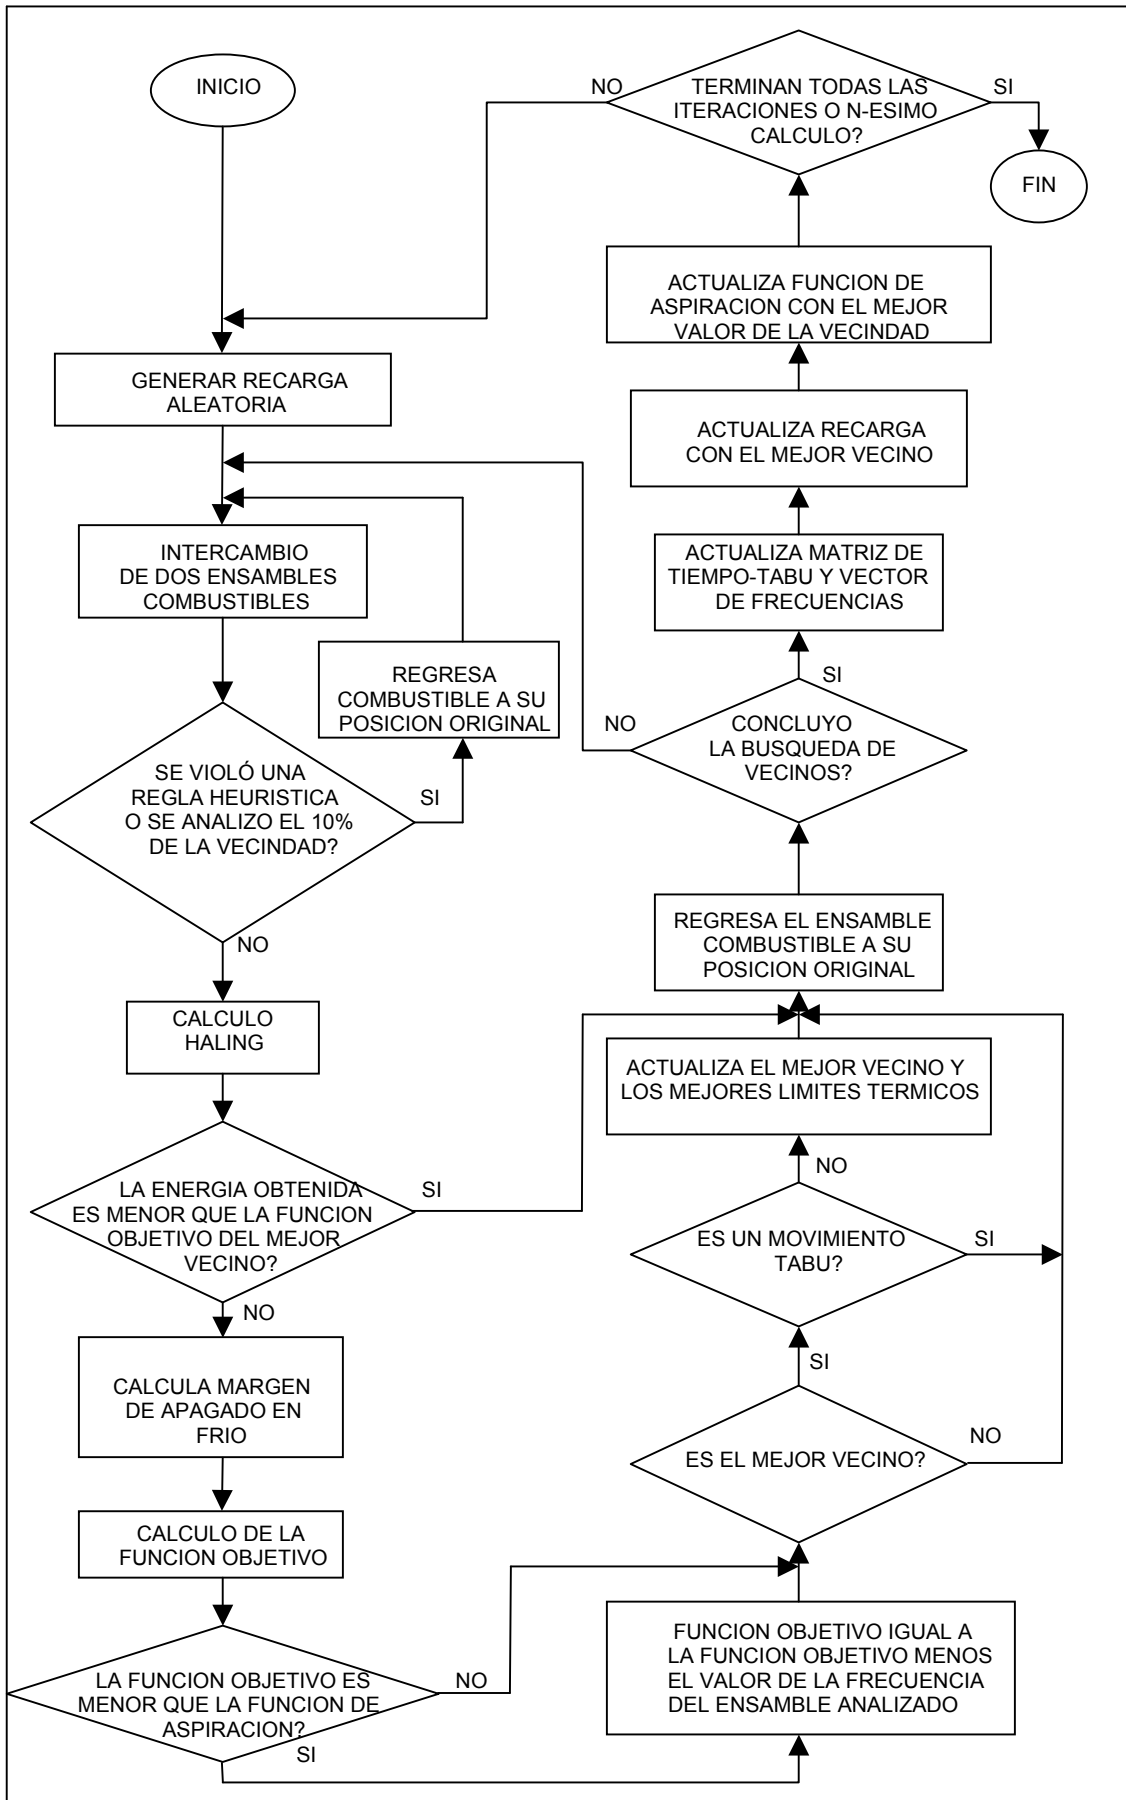 INICIO
GENERAR RECARGA
ALEATORIA
INTERCAMBIO
DE DOS ENSAMBLES
COMBUSTIBLES
REGRESA
COMBUSTIBLE A SU
POSICION ORIGINAL
SE VIOLÓ UNA
REGLA HEURISTICA
O SE ANALIZO EL 10%
DE LA VECINDAD?
SI
NO
CALCULO
HALING
LA ENERGIA OBTENIDA
ES MENOR QUE LA FUNCION
OBJETIVO DEL MEJOR
VECINO?
SI
NO
CALCULA MARGEN
DE APAGADO EN
FRIO
CALCULO DE LA
FUNCION OBJETIVO
LA FUNCION OBJETIVO ES
MENOR QUE LA FUNCION DE
ASPIRACION?
NO
SI
FUNCION OBJETIVO IGUAL A
LA FUNCION OBJETIVO MENOS
EL VALOR DE LA FRECUENCIA
DEL ENSAMBLE ANALIZADO
ES EL MEJOR VECINO?
NO
SI
ES UN MOVIMIENTO
TABU?
SI
NO
ACTUALIZA EL MEJOR VECINO Y
LOS MEJORES LIMITES TERMICOS
REGRESA EL ENSAMBLE
COMBUSTIBLE A SU
POSICION ORIGINAL
CONCLUYO
LA BUSQUEDA DE
VECINOS?
NO
SI
ACTUALIZA MATRIZ DE
TIEMPO-TABU Y VECTOR
DE FRECUENCIAS
ACTUALIZA RECARGA
CON EL MEJOR VECINO
ACTUALIZA FUNCION DE
ASPIRACION CON EL MEJOR
VALOR DE LA VECINDAD
TERMINAN TODAS LAS
ITERACIONES O N-ESIMO
CALCULO?
NO
SI
FIN